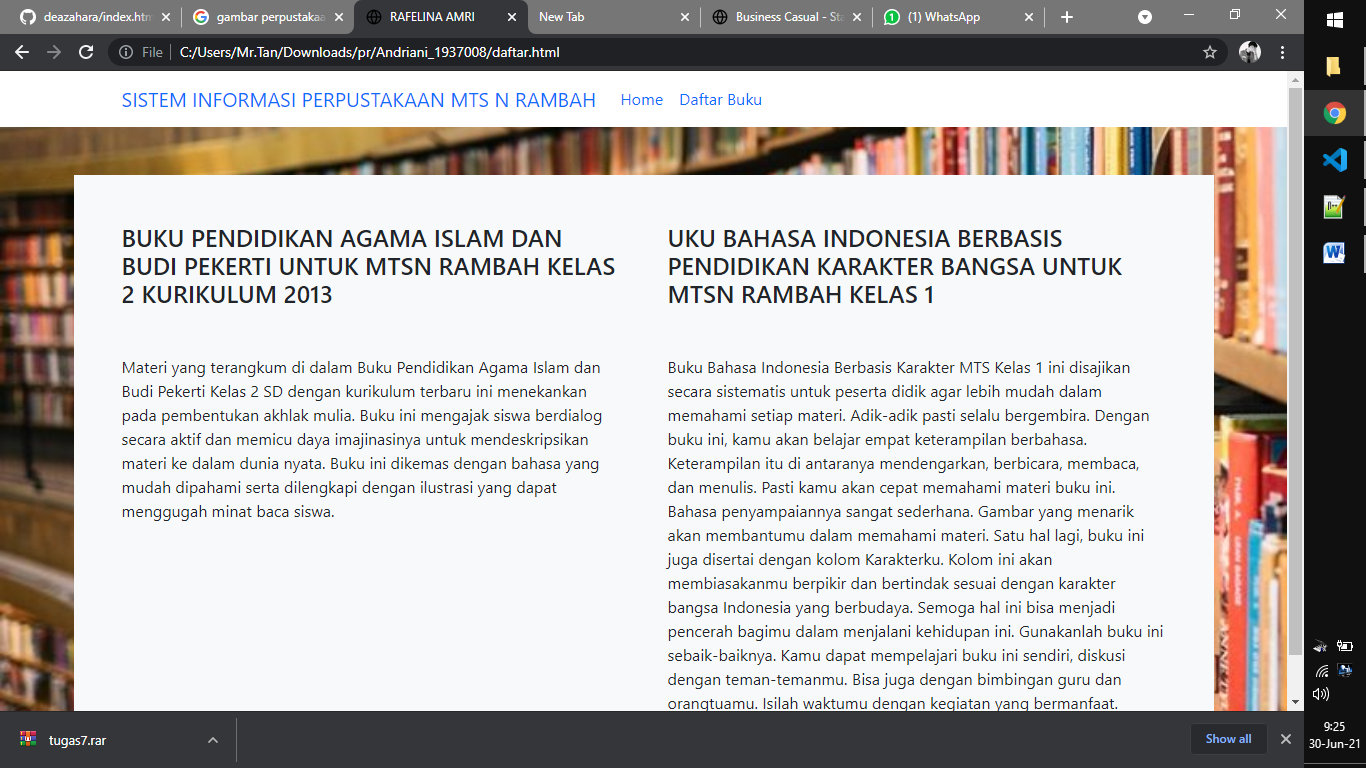 deazahara/index.htm
gambar perpustakaa
RAFELINA AMRI
New Tab
Business Casual - Sta
(1) WhatsApp
File
C:/Users/Mr.Tan/Downloads/pr/Andriani_1937008/daftar.html
SISTEM INFORMASI PERPUSTAKAAN MTS N RAMBAH
Home
Daftar Buku
BUKU PENDIDIKAN AGAMA ISLAM DAN
BUDI PEKERTI UNTUK MTSN RAMBAH KELAS
2 KURIKULUM 2013
Materi yang terangkum di dalam Buku Pendidikan Agama Islam dan
Budi Pekerti Kelas 2 SD dengan kurikulum terbaru ini menekankan
pada pembentukan akhlak mulia. Buku ini mengajak siswa berdialog
secara aktif dan memicu daya imajinasinya untuk mendeskripsikan
materi ke dalam dunia nyata. Buku ini dikemas dengan bahasa yang
mudah dipahami serta dilengkapi dengan ilustrasi yang dapat
menggugah minat baca siswa.
UKU BAHASA INDONESIA BERBASIS
PENDIDIKAN KARAKTER BANGSA UNTUK
MTSN RAMBAH KELAS 1
Buku Bahasa Indonesia Berbasis Karakter MTS Kelas 1 ini disajikan
secara sistematis untuk peserta didik agar lebih mudah dalam
memahami setiap materi. Adik-adik pasti selalu bergembira. Dengan
buku ini, kamu akan belajar empat keterampilan berbahasa.
Keterampilan itu di antaranya mendengarkan, berbicara, membaca,
dan menulis. Pasti kamu akan cepat memahami materi buku ini.
Bahasa penyampaiannya sangat sederhana. Gambar yang menarik
akan membantumu dalam memahami materi. Satu hal lagi, buku ini
juga disertai dengan kolom Karakterku. Kolom ini akan
membiasakanmu berpikir dan bertindak sesuai dengan karakter
bangsa Indonesia yang berbudaya. Semoga hal ini bisa menjadi
pencerah bagimu dalam menjalani kehidupan ini. Gunakanlah buku ini
sebaik-baiknya. Kamu dapat mempelajari buku ini sendiri, diskusi
dengan teman-temanmu. Bisa juga dengan bimbingan guru dan
orangtuamu. Isilah waktumu dengan kegiatan yang bermanfaat.
tugas7.rar
Show all
9:25
30-Jun-21